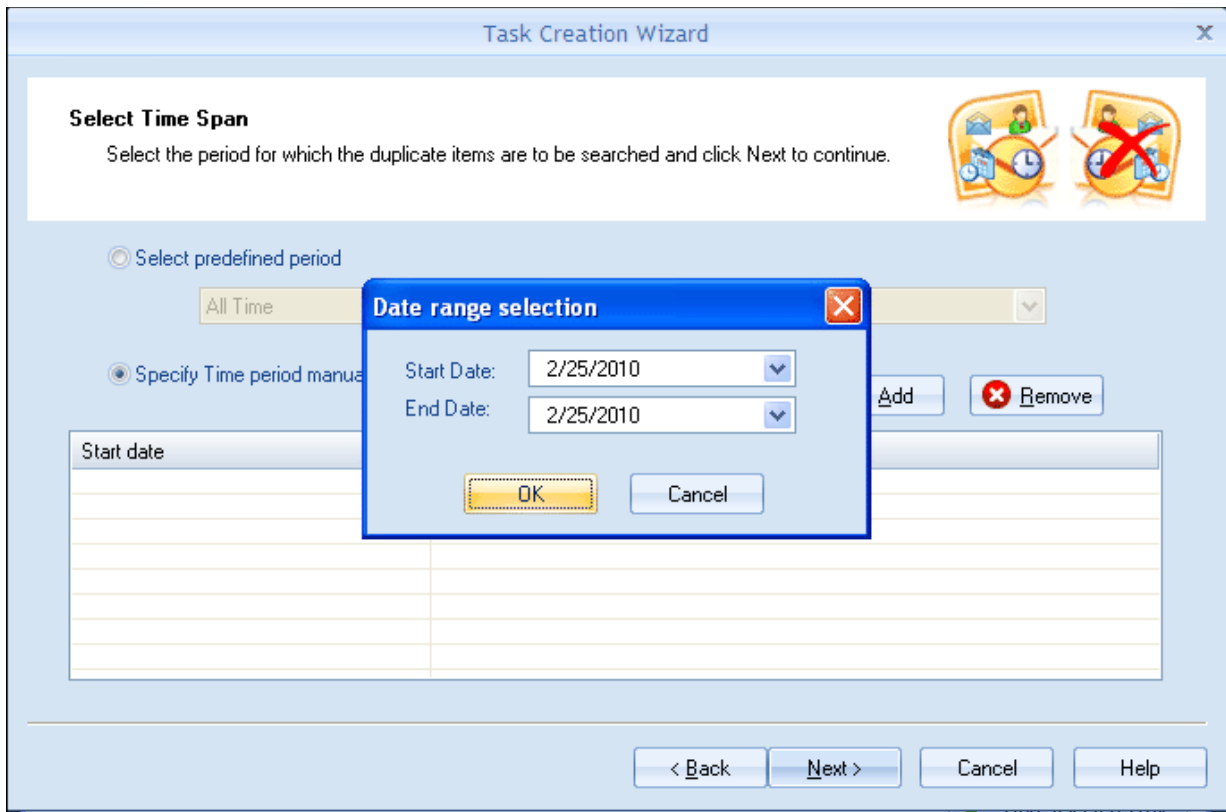 Task Creation Wizard
Select Time Span
Select the period for which the duplicate items are to be searched and click Next to continue.
Select predefined period
All Time
Date range selection
Specify Time period manua
Start Date: 2/25/2010
End Date: 2/25/2010
Add
Remove
Start date
OK
Cancel
< Back
Next >
Cancel
Help